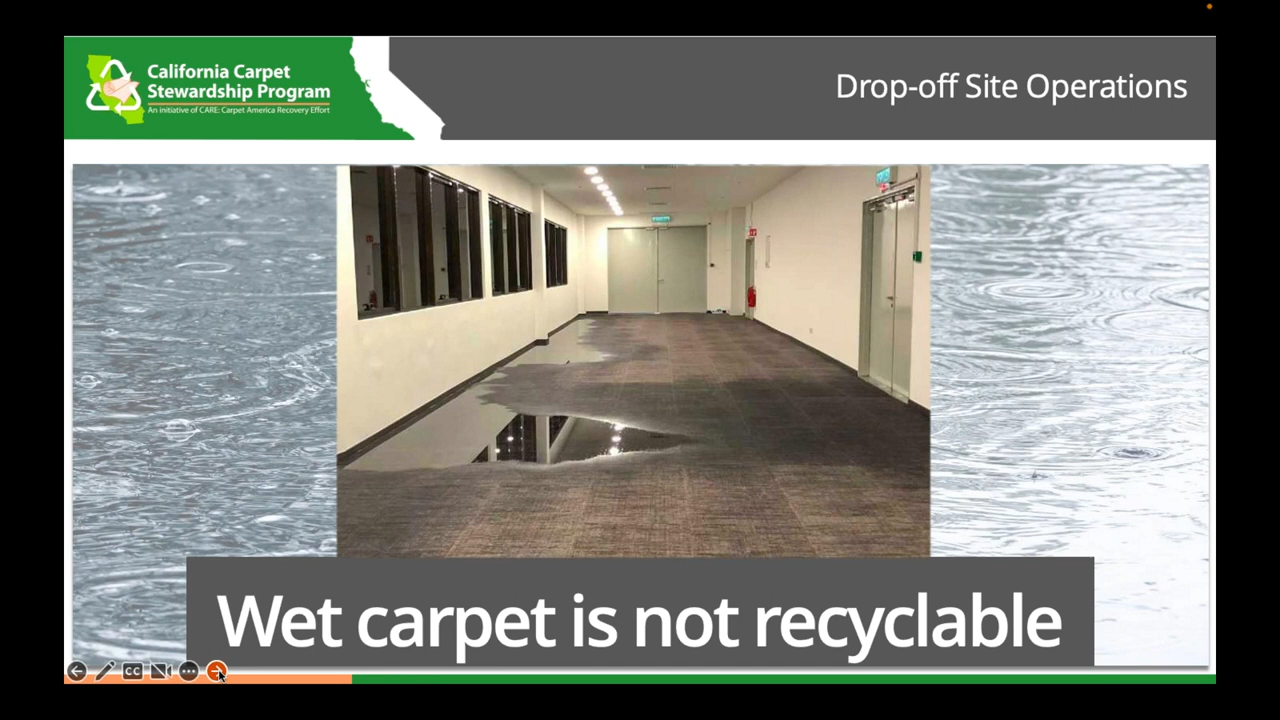 California Carpet
Stewardship Program
An initiative of CARE: Carpet America Recovery Effort
Drop-off Site Operations
Wet carpet is not recyclable
CC